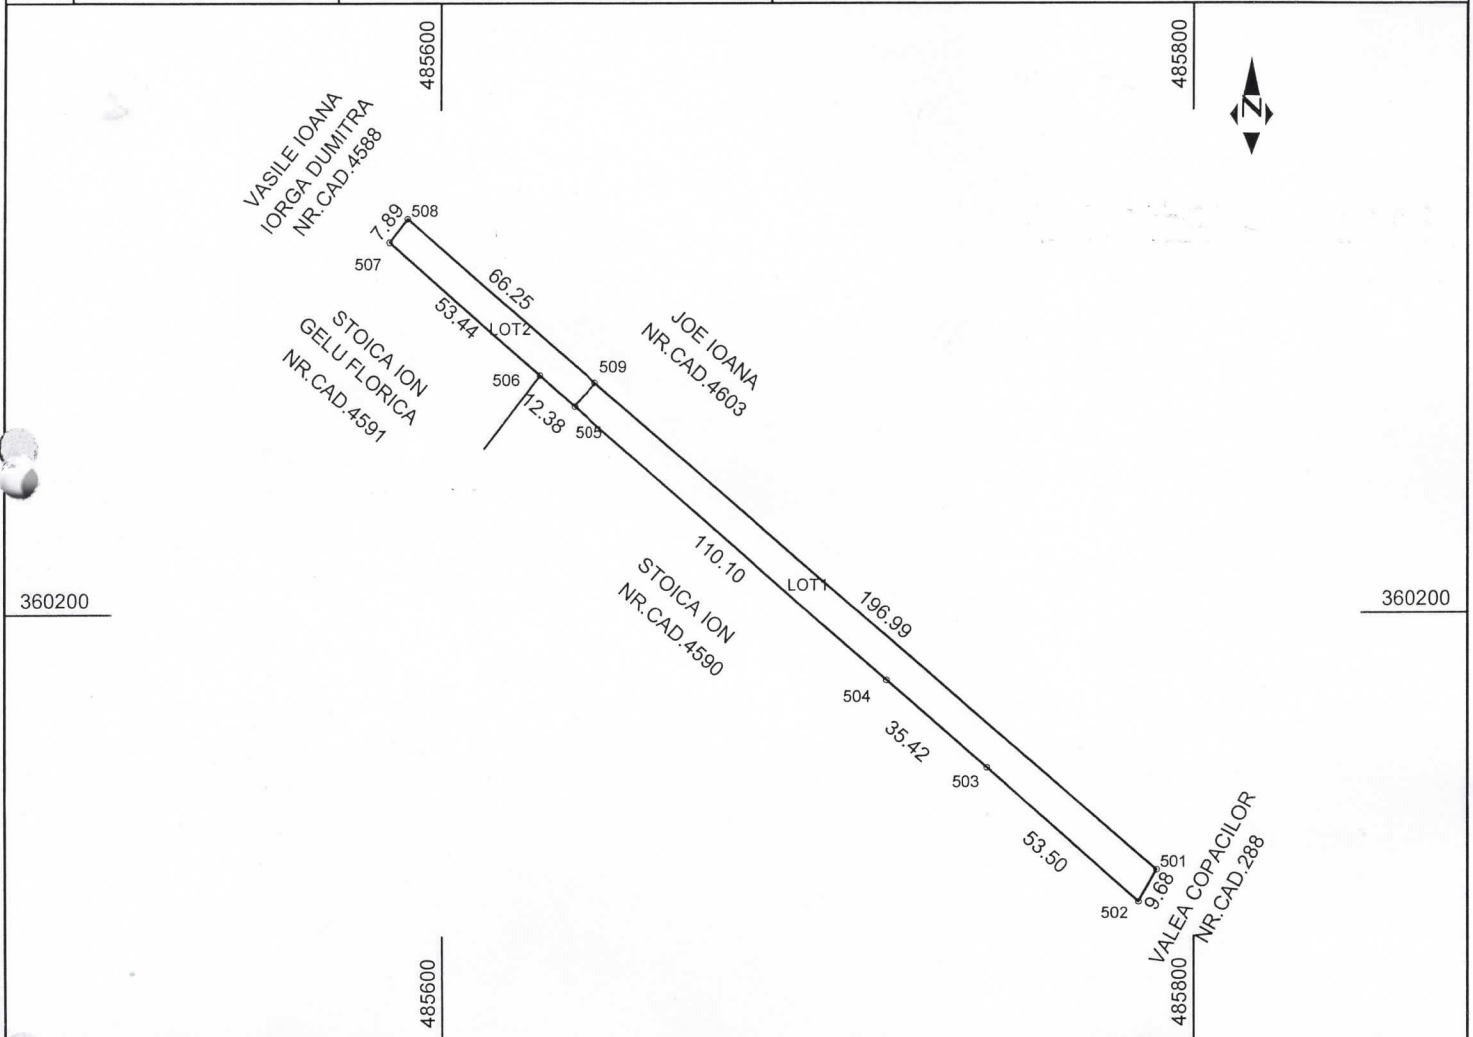 485600
485800
N
VASILE IOANA
IORGA DUMITRA
NR.CAD.4588
7.89
508
507
66.25
53.44
LOT2
STOICA ION
GELU FLORICA
NR.CAD.4591
JOE IOANA
NR.CAD.4603
509
506
12.38
505
110.10
LOT1
196.99
STOICA ION
NR.CAD.4590
360200
360200
504
35.42
503
53.50
501
9.68
502
VALEA COPACILOR
NR.CAD.288
485600
485800